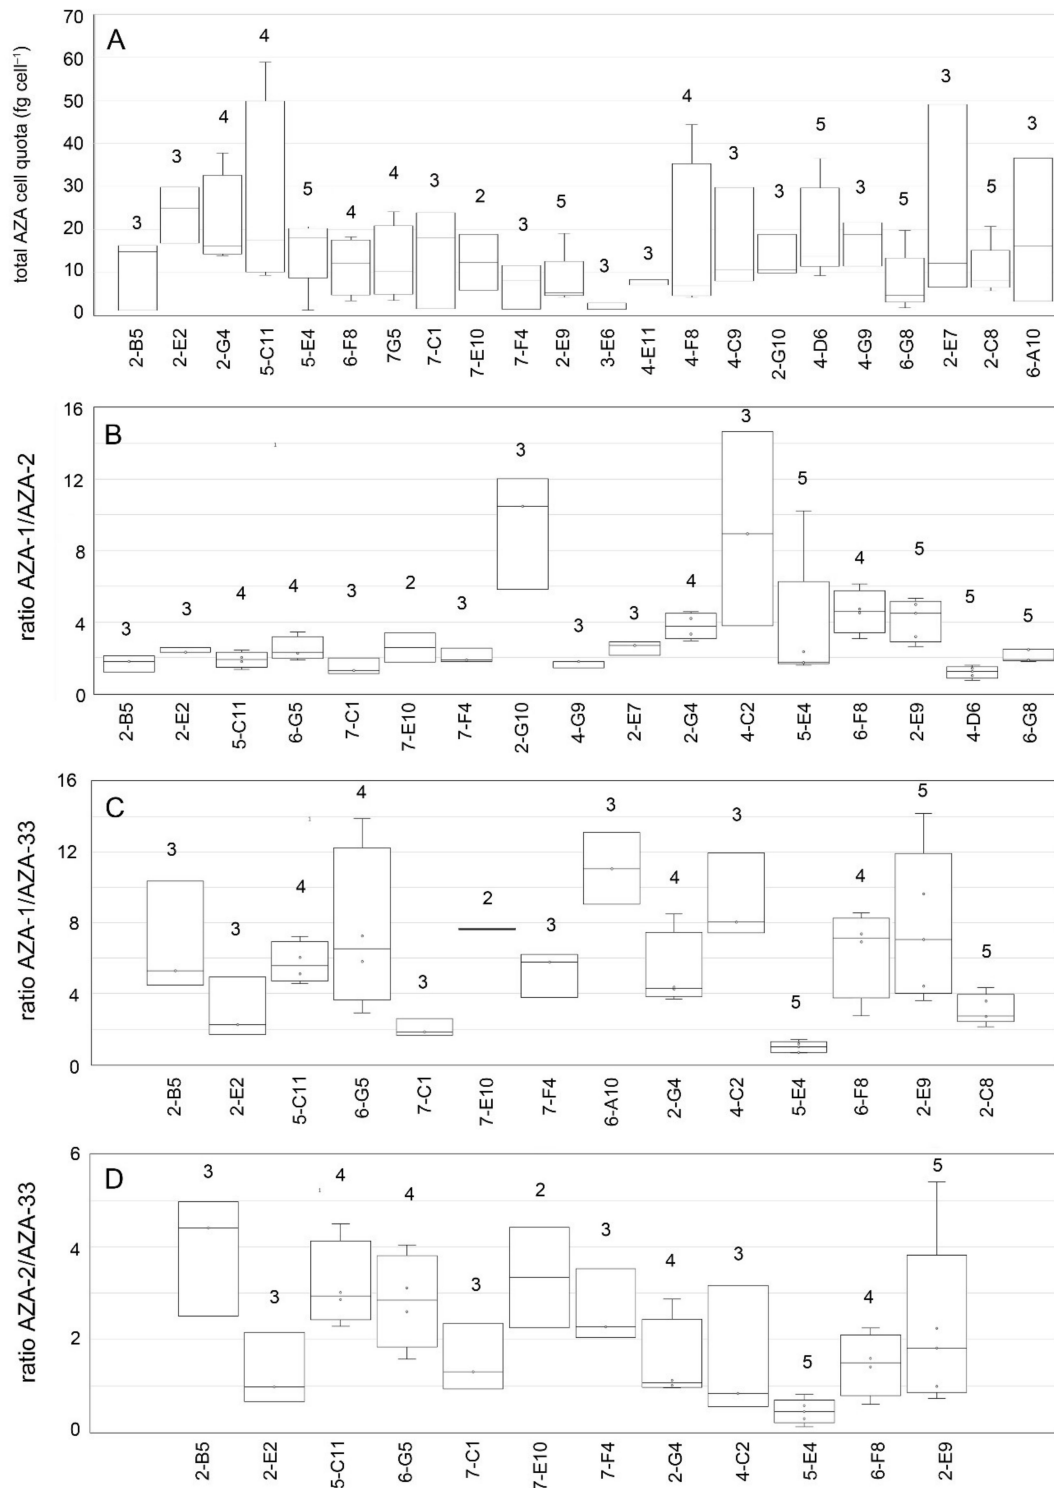 A
total AZA cell quota (fg cell⁻¹)
70
60
50
40
30
20
10
0
3
3
4
4
5
4
4
3
2
3
5
3
3
4
3
3
5
3
5
3
5
3
2-B5
2-E2
2-G4
5-C11
5-E4
6-F8
7G5
7-C1
7-E10
7-F4
2-E9
3-E6
4-E11
4-F8
4-C9
2-G10
4-D6
4-G9
6-G8
2-E7
2-C8
6-A10
B
ratio AZA-1/AZA-2
16
12
8
4
0
3
3
4
4
3
2
3
3
3
3
4
3
5
4
5
5
5
2-B5
2-E2
5-C11
6-G5
7-C1
7-E10
7-F4
2-G10
4-G9
2-E7
2-G4
4-C2
5-E4
6-F8
2-E9
4-D6
6-G8
C
ratio AZA-1/AZA-33
16
12
8
4
0
3
3
4
4
3
2
3
3
4
3
5
4
5
5
2-B5
2-E2
5-C11
6-G5
7-C1
7-E10
7-F4
6-A10
2-G4
4-C2
5-E4
6-F8
2-E9
2-C8
D
ratio AZA-2/AZA-33
6
4
2
0
3
3
4
4
3
2
3
4
3
5
4
5
2-B5
2-E2
5-C11
6-G5
7-C1
7-E10
7-F4
2-G4
4-C2
5-E4
6-F8
2-E9